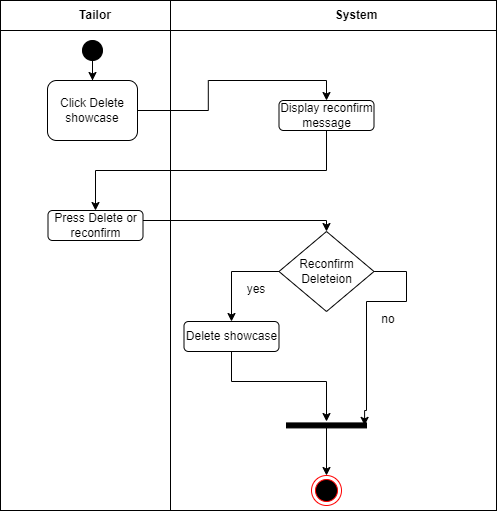 Tailor
System
Click Delete
showcase
Display reconfirm
message
Press Delete or
reconfirm
Reconfirm
Deleteion
yes
no
Delete showcase